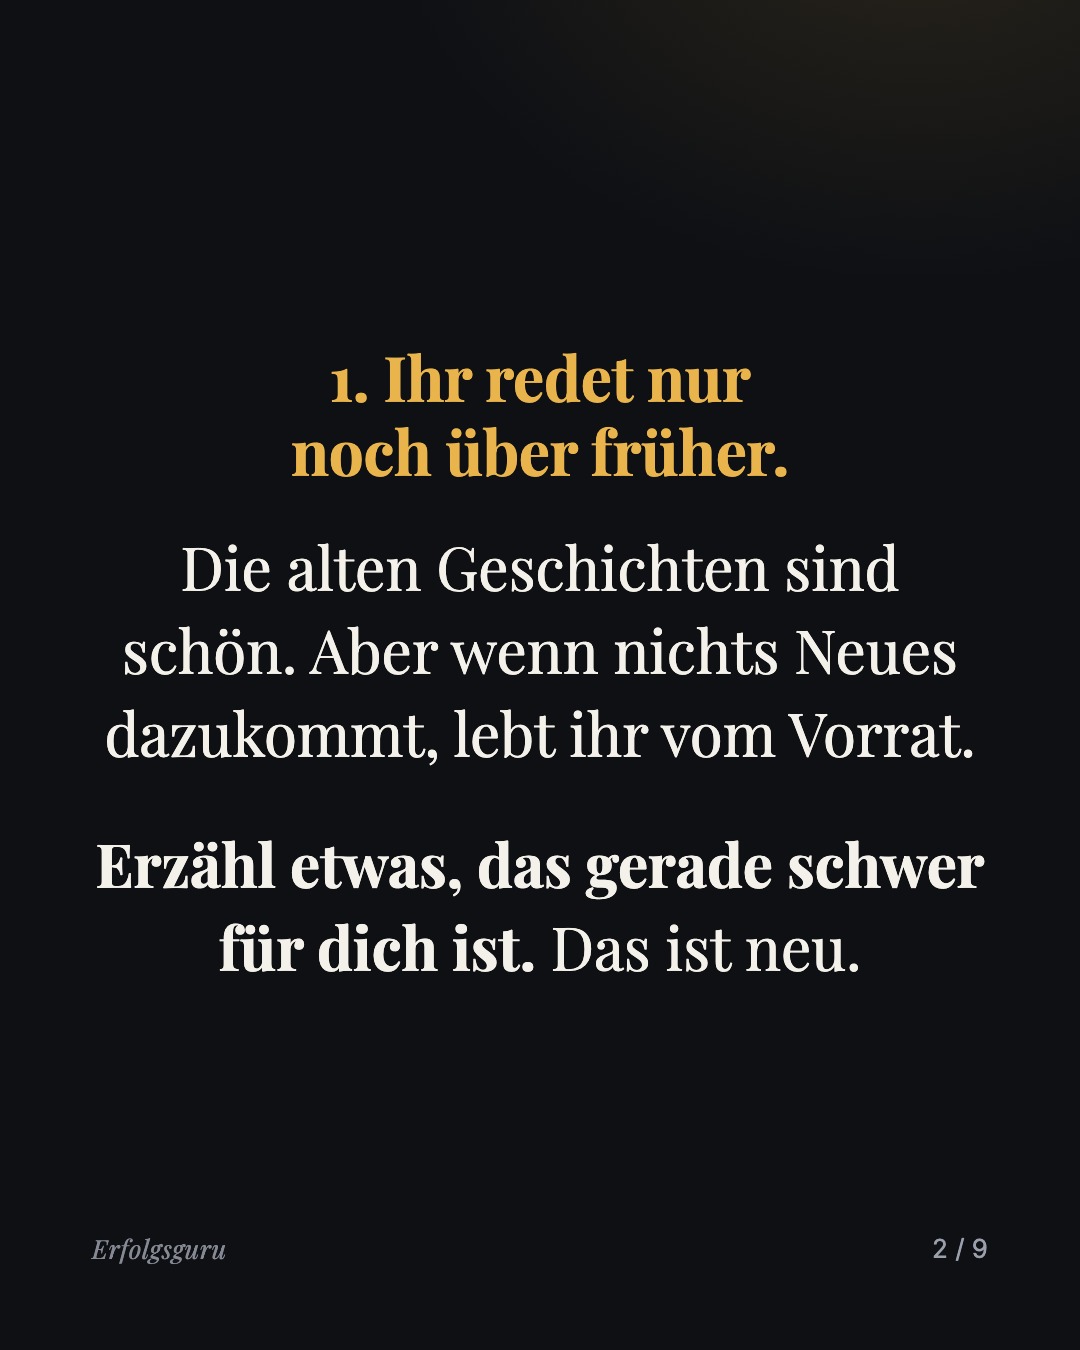 1. Ihr redet nur
noch über früher.
Die alten Geschichten sind
schön. Aber wenn nichts Neues
dazukommt, lebt ihr vom Vorrat.
Erzähl etwas, das gerade schwer
für dich ist. Das ist neu.
Erfolgsguru
2 / 9